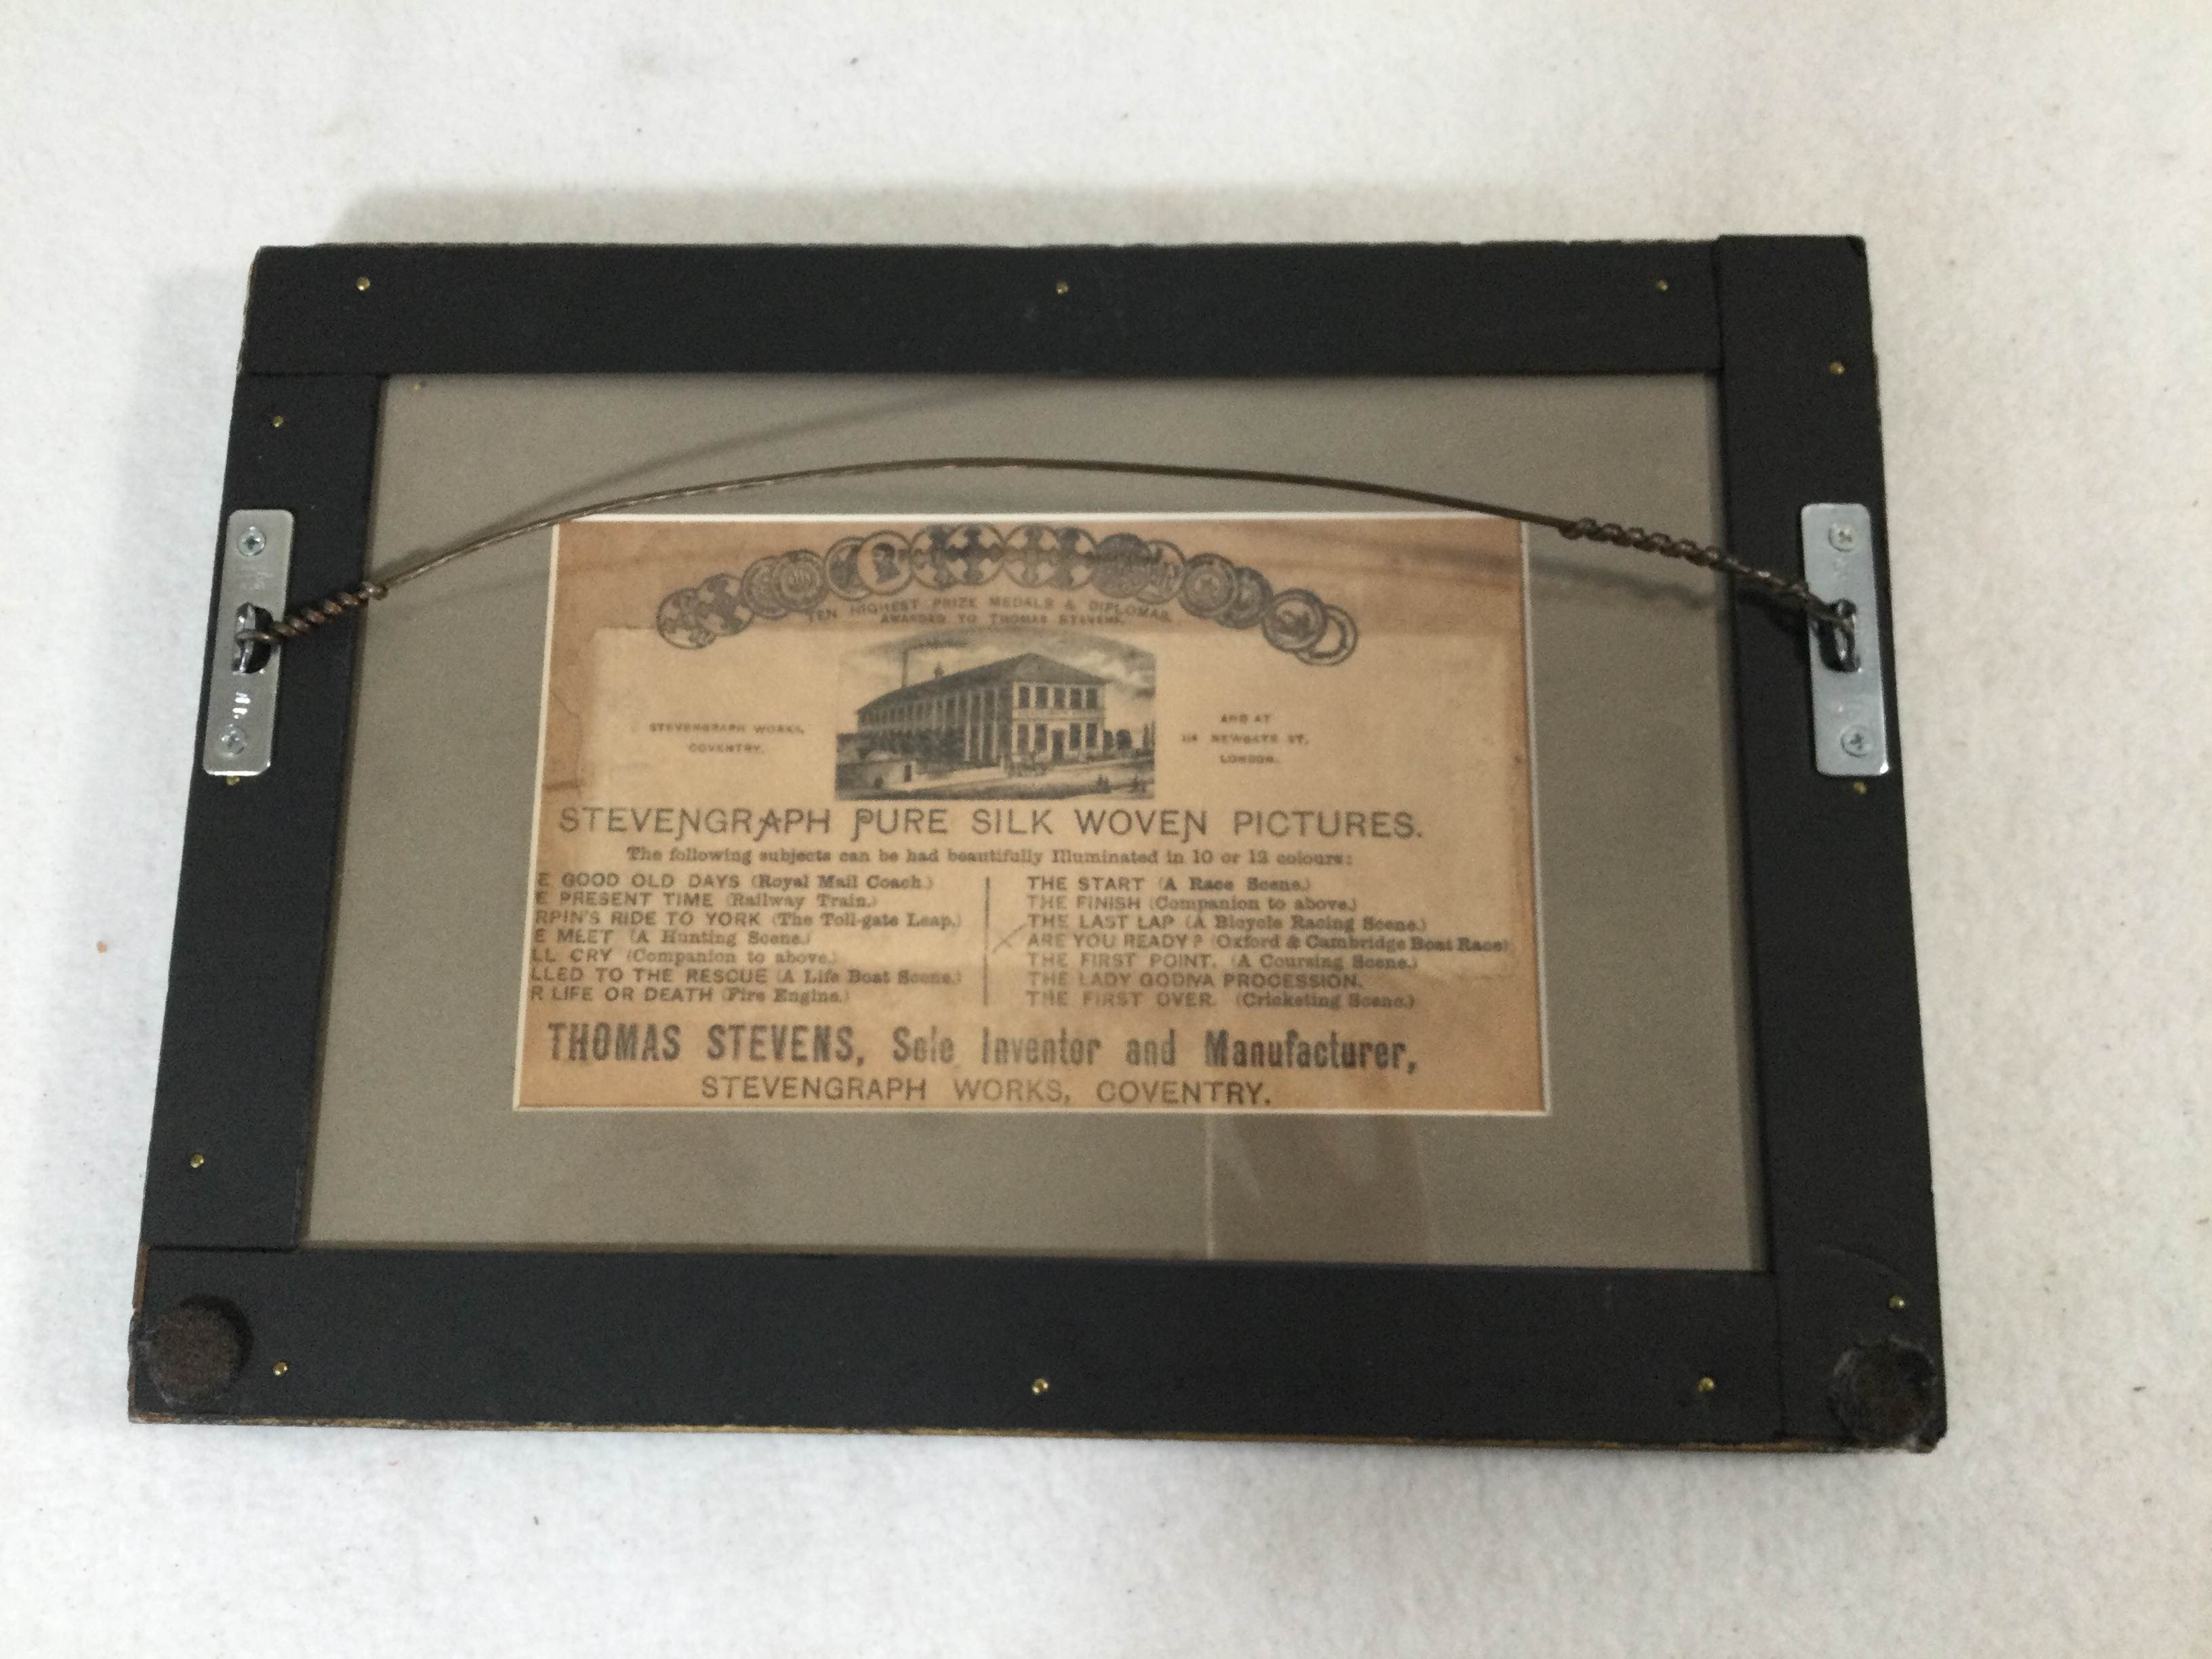 TEN HIGHEST PRIZE MEDALS & DIPLOMAS,
AWARDED TO THOMAS STEVENS.
STEVENGRAPH WORKS,
COVENTRY.
AND AT
114 NEWGATE ST,
LONDON.
STEVENGRAPH PURE SILK WOVEN PICTURES.
The following subjects can be had beautifully Illuminated in 10 or 12 colours:
E GOOD OLD DAYS (Royal Mail Coach.)
E PRESENT TIME (Railway Train.)
RPIN'S RIDE TO YORK (The Toll-gate Leap.)
E MEET (A Hunting Scene.)
LL CRY (Companion to above.)
LLED TO THE RESCUE (A Life Boat Scene.)
R LIFE OR DEATH (Fire Engine.)
THE START (A Race Scene.)
THE FINISH (Companion to above.)
THE LAST LAP (A Bicycle Racing Scene.)
ARE YOU READY? (Oxford & Cambridge Boat Race)
THE FIRST POINT. (A Coursing Scene.)
THE LADY GODIVA PROCESSION.
THE FIRST OVER. (Cricketing Scene.)
THOMAS STEVENS, Sole Inventor and Manufacturer,
STEVENGRAPH WORKS, COVENTRY.